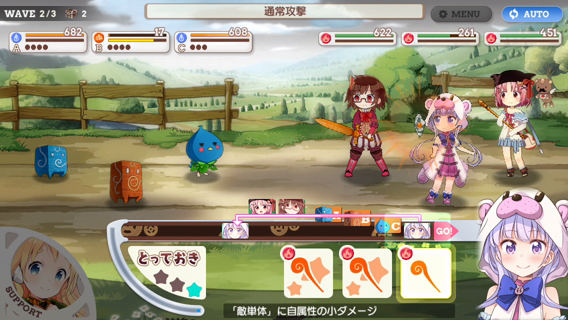 WAVE 2/3 2
通常攻撃
MENU
AUTO
682
17
608
622
261
451
A
B
C
B
C
GO!
とっておき
SUPPORT
「敵単体」に自属性の小ダメージ